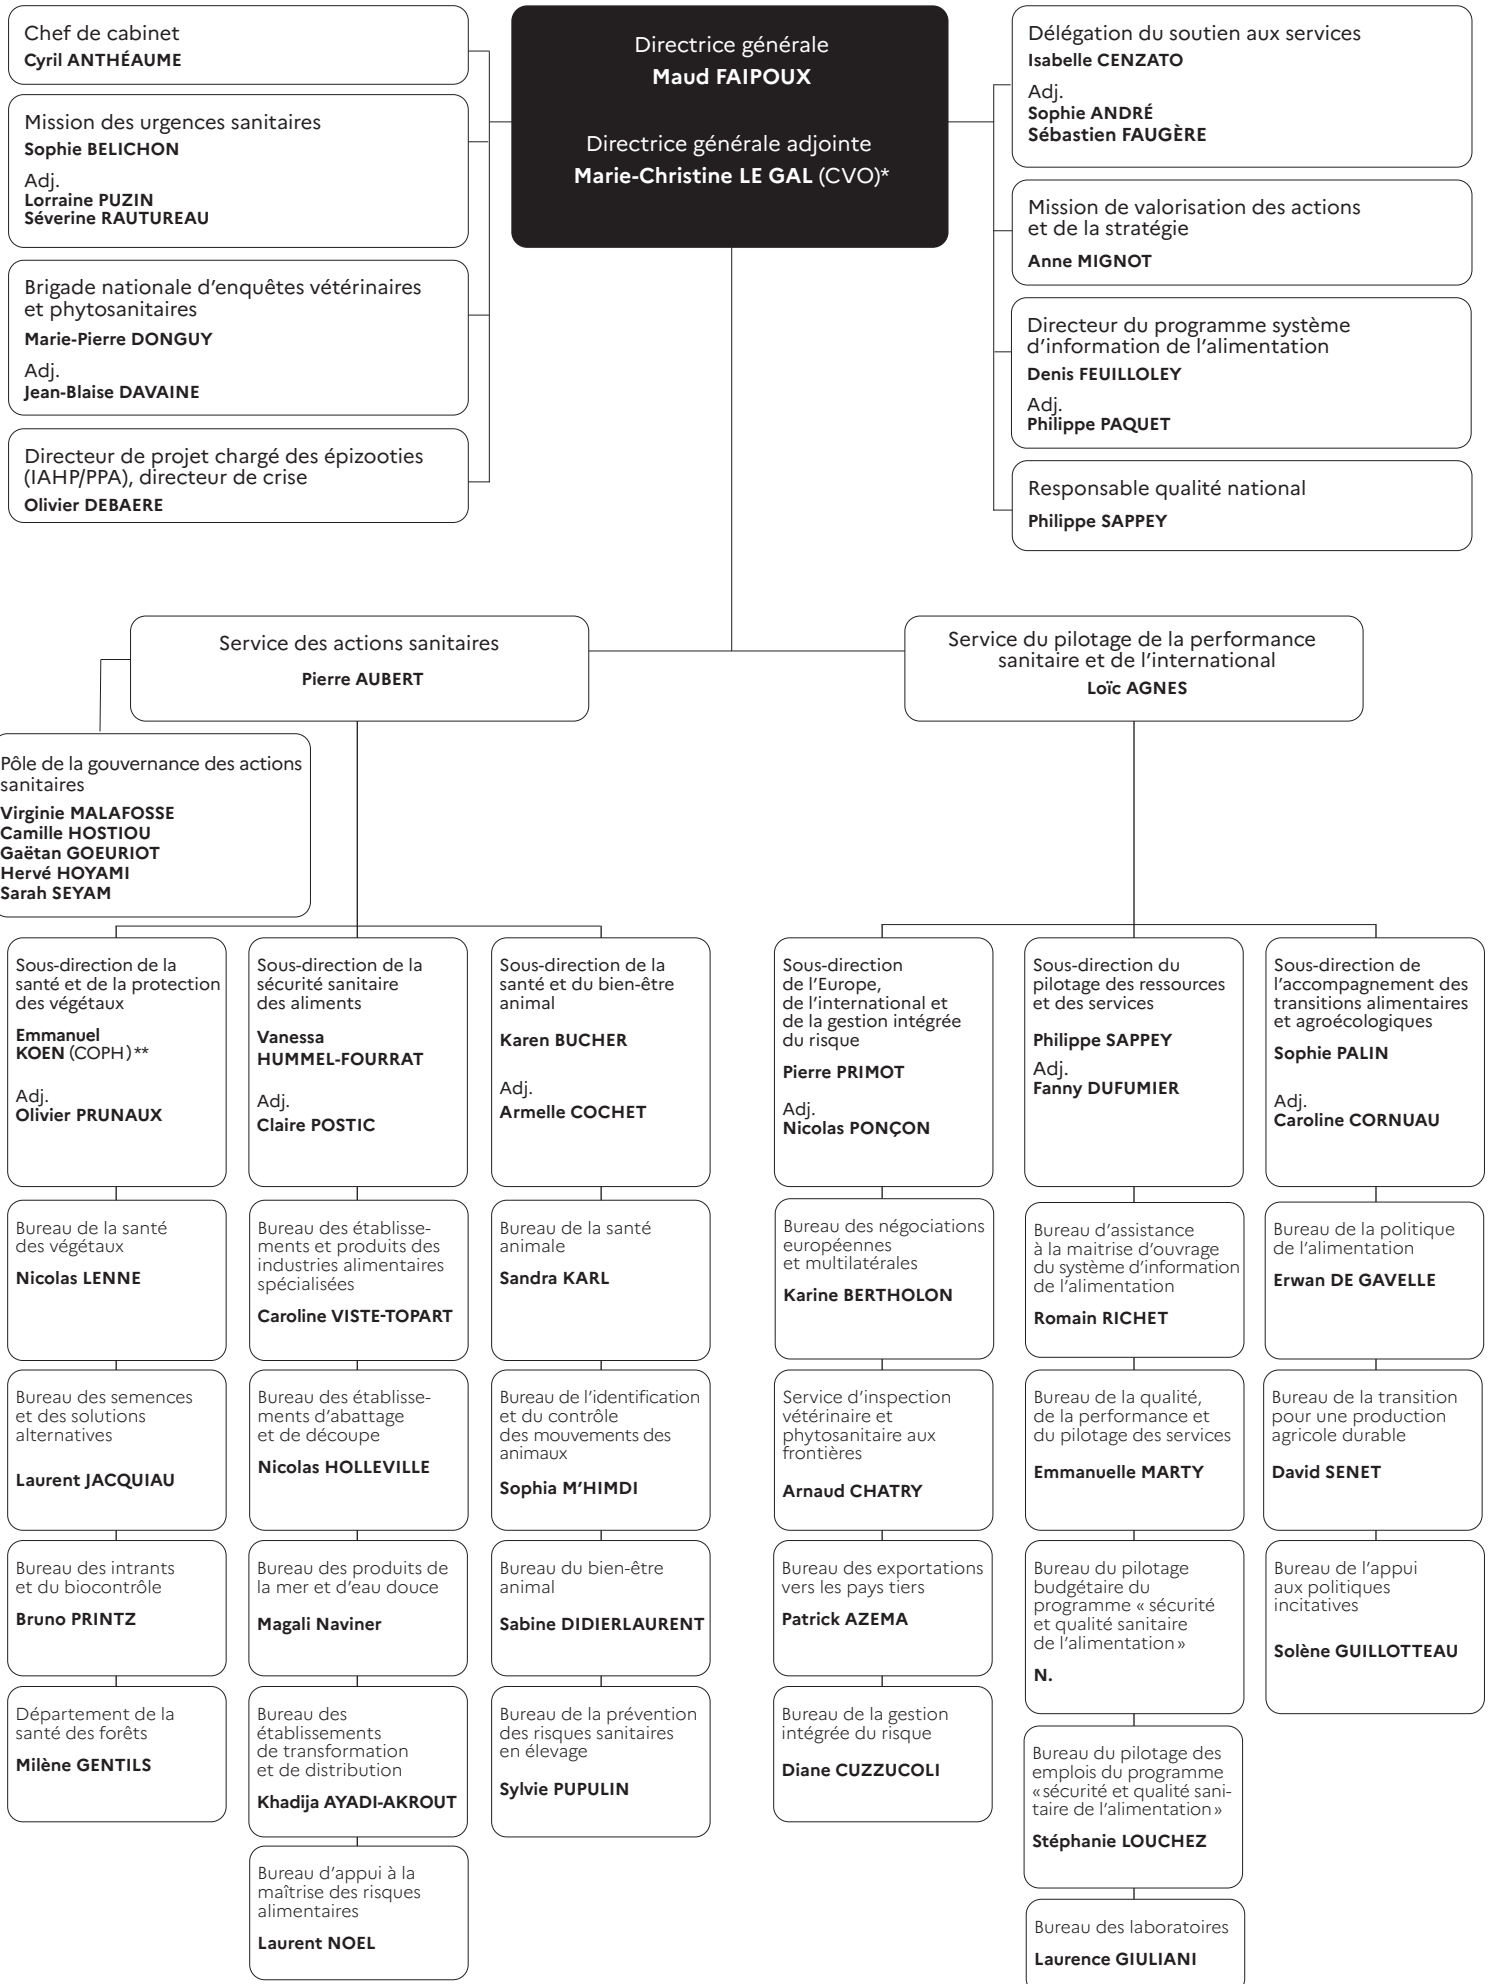 Chef de cabinet
Cyril ANTHÉAUME
Mission des urgences sanitaires
Sophie BELICHON
Adj.
Lorraine PUZIN
Séverine RAUTUREAU
Brigade nationale d'enquêtes vétérinaires
et phytosanitaires
Marie-Pierre DONGUY
Adj.
Jean-Blaise DAVAINE
Directeur de projet chargé des épizooties
(IAHP/PPA), directeur de crise
Olivier DEBAERE
Directrice générale
Maud FAIPOUX
Directrice générale adjointe
Marie-Christine LE GAL (CVO)*
Délégation du soutien aux services
Isabelle CENZATO
Adj.
Sophie ANDRÉ
Sébastien FAUGÈRE
Mission de valorisation des actions
et de la stratégie
Anne MIGNOT
Directeur du programme système
d'information de l'alimentation
Denis FEUILLOLEY
Adj.
Philippe PAQUET
Responsable qualité national
Philippe SAPPEY
Service des actions sanitaires
Pierre AUBERT
Service du pilotage de la performance
sanitaire et de l'international
Loïc AGNES
Pôle de la gouvernance des actions
sanitaires
Virginie MALAFOSSE
Camille HOSTIOU
Gaëtan GOEURIOT
Hervé HOYAMI
Sarah SEYAM
Sous-direction de la
santé et de la protection
des végétaux
Emmanuel
KOEN (COPH)**
Adj.
Olivier PRUNAUX
Bureau de la santé
des végétaux
Nicolas LENNE
Bureau des semences
et des solutions
alternatives
Laurent JACQUIAU
Bureau des intrants
et du biocontrôle
Bruno PRINTZ
Département de la
santé des forêts
Milène GENTILS
Sous-direction de la
sécurité sanitaire
des aliments
Vanessa
HUMMEL-FOURRAT
Adj.
Claire POSTIC
Bureau des établisse-
ments et produits des
industries alimentaires
spécialisées
Caroline VISTE-TOPART
Bureau des établisse-
ments d'abattage
et de découpe
Nicolas HOLLEVILLE
Bureau des produits de
la mer et d'eau douce
Magali Naviner
Bureau des
établissements
de transformation
et de distribution
Khadija AYADI-AKROUT
Bureau d'appui à la
maîtrise des risques
alimentaires
Laurent NOEL
Sous-direction de la
santé et du bien-être
animal
Karen BUCHER
Adj.
Armelle COCHET
Bureau de la santé
animale
Sandra KARL
Bureau de l'identification
et du contrôle
des mouvements des
animaux
Sophia M'HIMDI
Bureau du bien-être
animal
Sabine DIDIERLAURENT
Bureau de la prévention
des risques sanitaires
en élevage
Sylvie PUPULIN
Sous-direction
de l'Europe,
de l'international et
de la gestion intégrée
du risque
Pierre PRIMOT
Adj.
Nicolas PONÇON
Bureau des négociations
européennes
et multilatérales
Karine BERTHOLON
Service d'inspection
vétérinaire et
phytosanitaire aux
frontières
Arnaud CHATRY
Bureau des exportations
vers les pays tiers
Patrick AZEMA
Bureau de la gestion
intégrée du risque
Diane CUZZUCOLI
Sous-direction du
pilotage des ressources
et des services
Philippe SAPPEY
Adj.
Fanny DUFUMIER
Bureau d'assistance
à la maitrise d'ouvrage
du système d'information
de l'alimentation
Romain RICHET
Bureau de la qualité,
de la performance et
du pilotage des services
Emmanuelle MARTY
Bureau du pilotage
budgétaire du
programme « sécurité
et qualité sanitaire
de l'alimentation »
N.
Bureau du pilotage des
emplois du programme
« sécurité et qualité sani-
taire de l'alimentation »
Stéphanie LOUCHEZ
Bureau des laboratoires
Laurence GIULIANI
Sous-direction de
l'accompagnement des
transitions alimentaires
et agroécologiques
Sophie PALIN
Adj.
Caroline CORNUAU
Bureau de la politique
de l'alimentation
Erwan DE GAVELLE
Bureau de la transition
pour une production
agricole durable
David SENET
Bureau de l'appui
aux politiques
incitatives
Solène GUILLOTTEAU